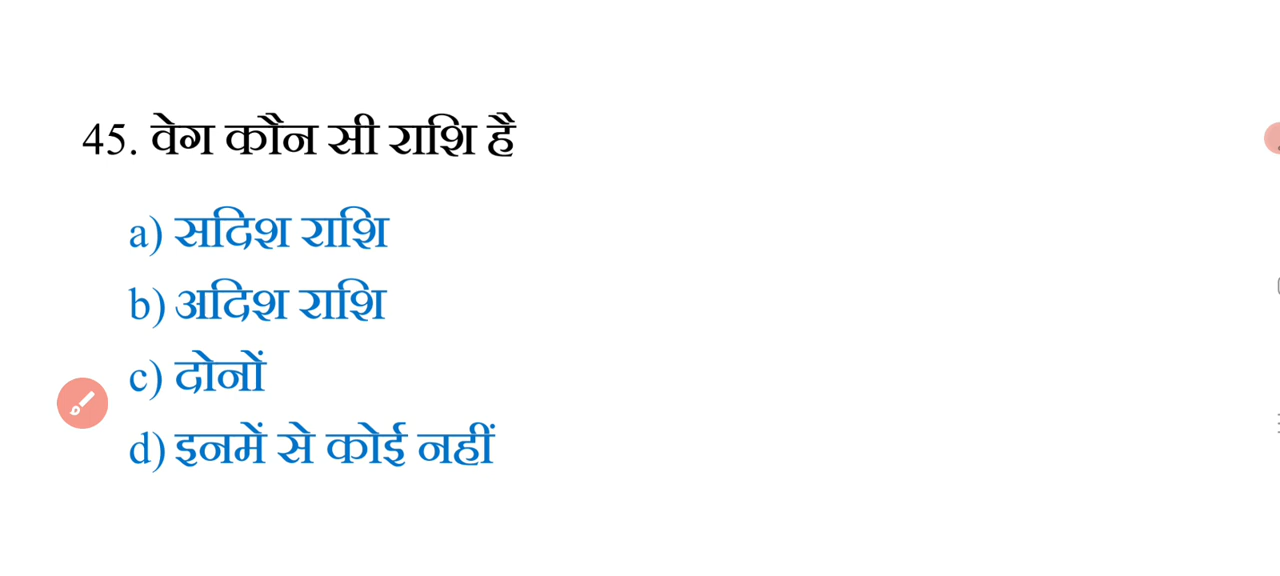 45. वेग कौन सी राशि है
a) सदिश राशि
b) अदिश राशि
c) दोनों
d) इनमें से कोई नहीं